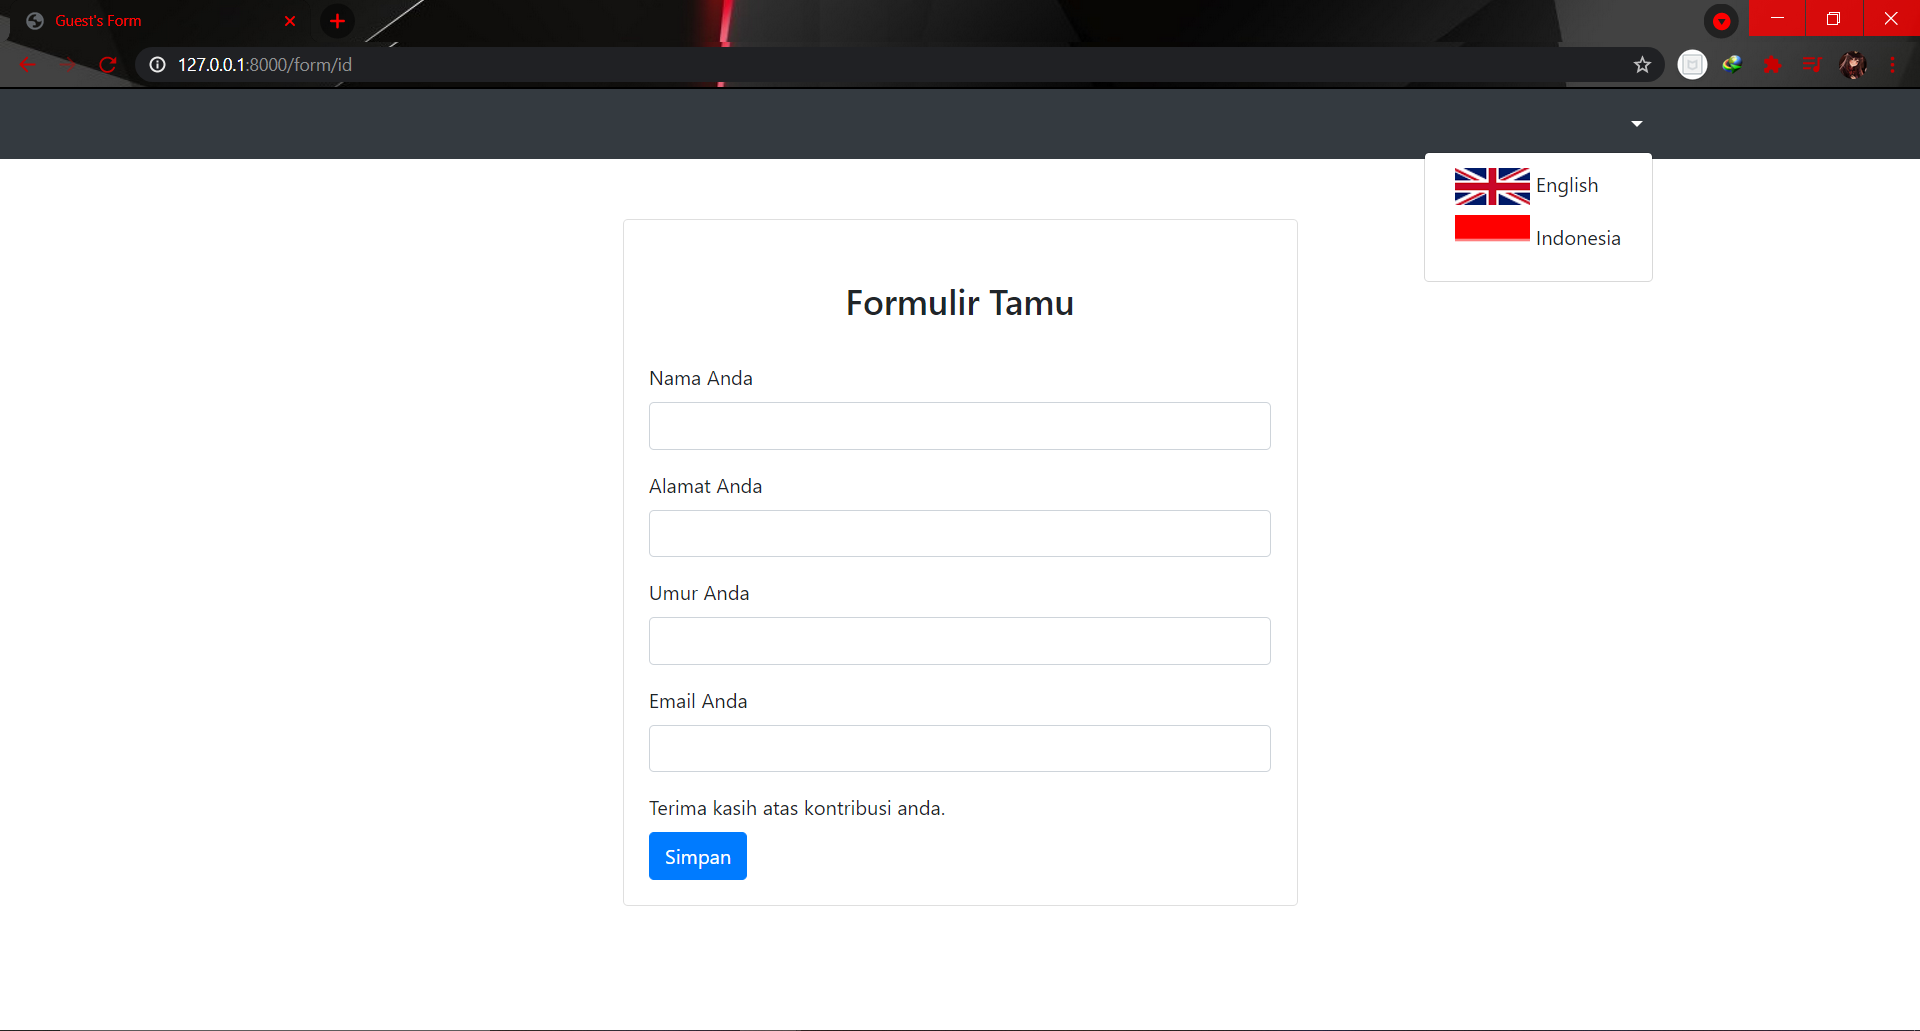 Guest's Form
127.0.0.1:8000/form/id
English
Indonesia
Formulir Tamu
Nama Anda
Alamat Anda
Umur Anda
Email Anda
Terima kasih atas kontribusi anda.
Simpan